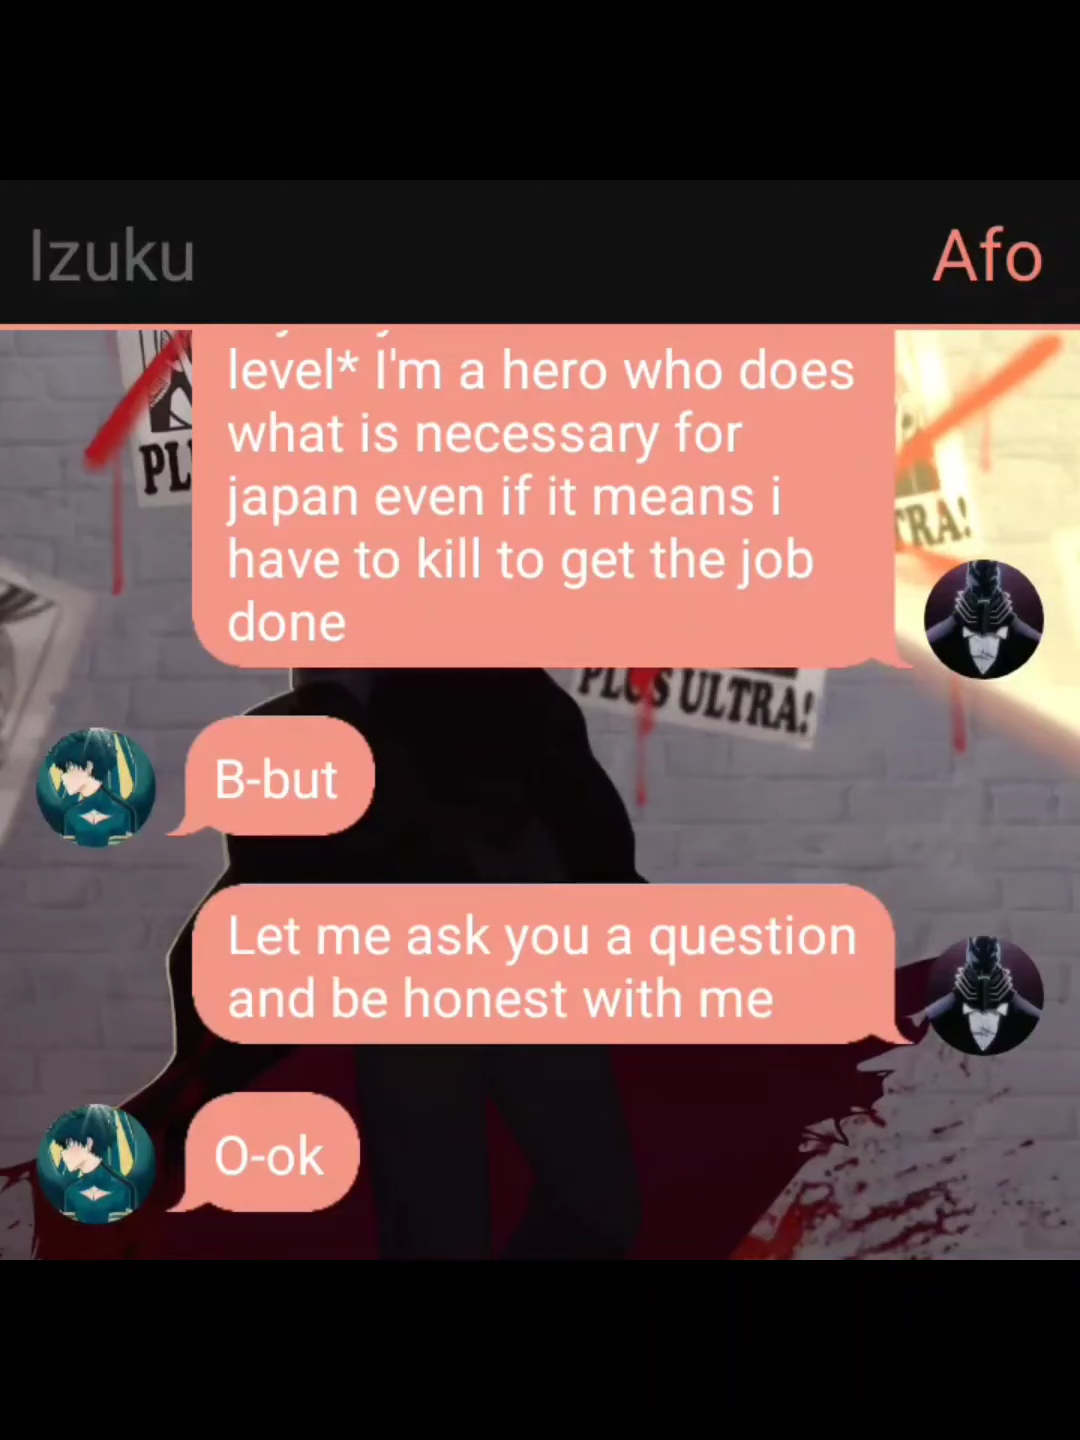 Izuku
Afo
level* I'm a hero who does
what is necessary for
japan even if it means i
have to kill to get the job
done
PLUS ULTRA!
B-but
Let me ask you a question
and be honest with me
O-ok